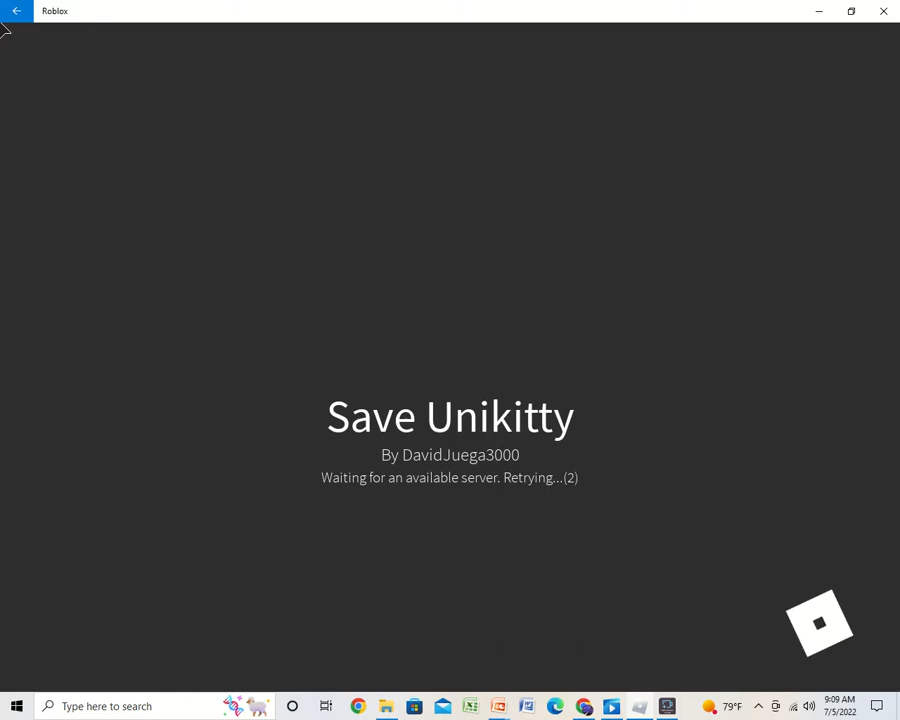 Roblox
Save Unikitty
By DavidJuega3000
Waiting for an available server. Retrying...(2)
Type here to search
79°F
9:09 AM
7/5/2022